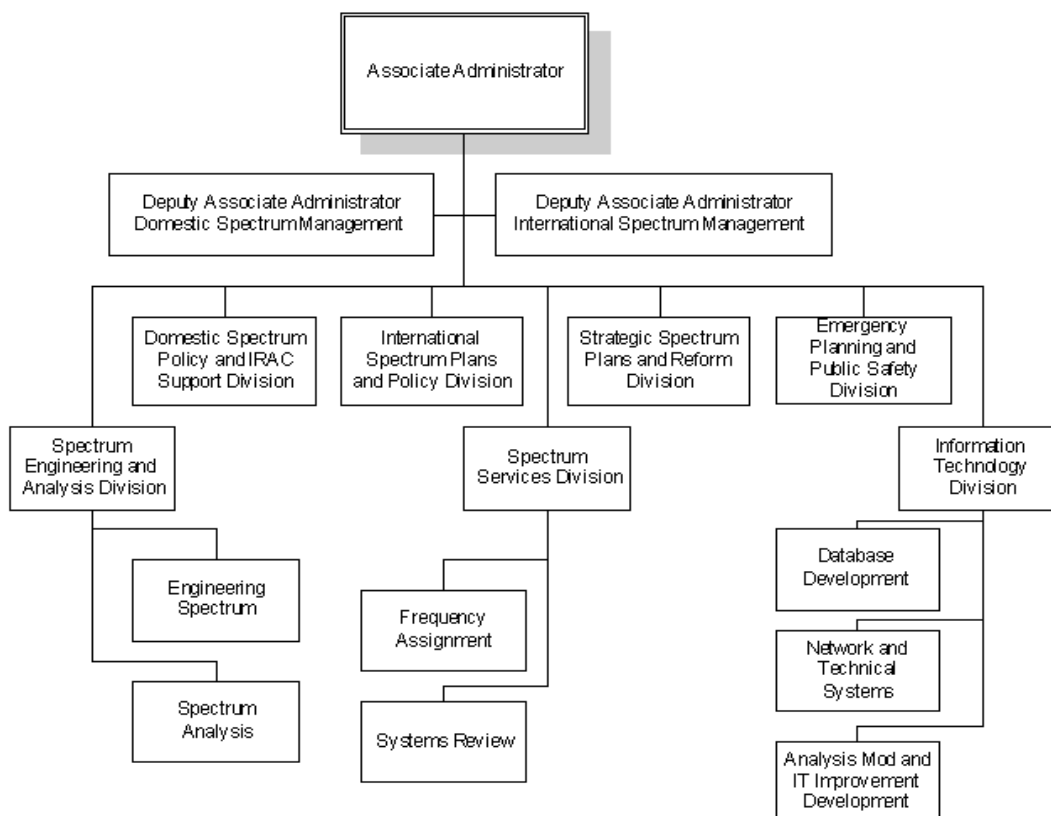 Associate Administrator
Deputy Associate Administrator
Domestic Spectrum Management
Deputy Associate Administrator
International Spectrum Management
Domestic Spectrum
Policy and IRAC
Support Division
International
Spectrum Plans
and Policy Division
Strategic Spectrum
Plans and Reform
Division
Emergency
Planning and
Public Safety
Division
Spectrum
Engineering and
Analysis Division
Spectrum
Services Division
Information
Technology
Division
Engineering
Spectrum
Spectrum
Analysis
Frequency
Assignment
Systems Review
Database
Development
Network and
Technical
Systems
Analysis Mod and
IT Improvement
Development